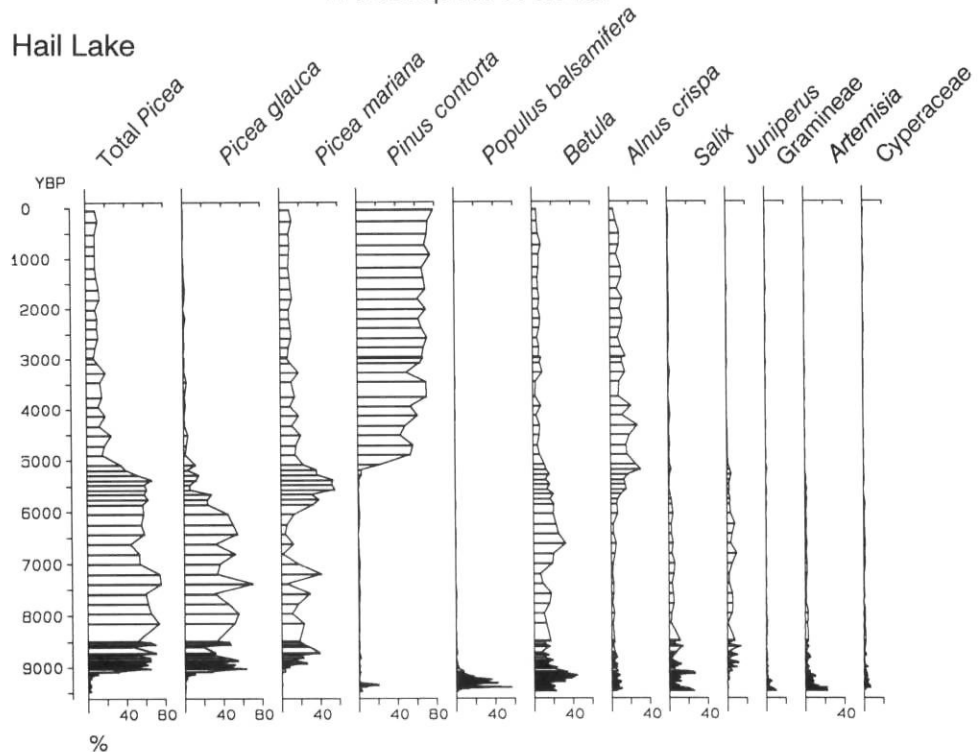 Hail Lake
Total Picea
Picea glauca
Picea mariana
Pinus contorta
Populus balsamifera
Betula
Alnus crispa
Salix
Juniperus
Gramineae
Artemisia
Cyperaceae
YBP
0
1000
2000
3000
4000
5000
6000
7000
8000
9000
40 80 40 80 40 40 80 40 40 40 40 40
%